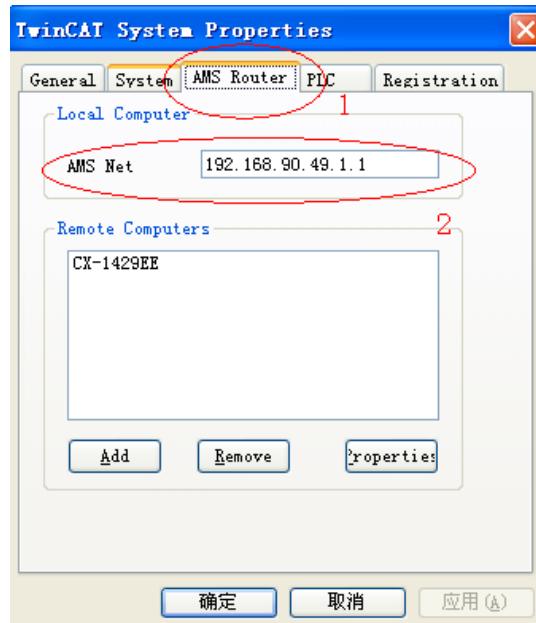 TwinCAT System Properties
General System AMS Router PLC Registration
1
Local Computer
AMS Net 192.168.90.49.1.1
2
Remote Computers
CX-1429EE
Add Remove Properties
确定 取消 应用(A)